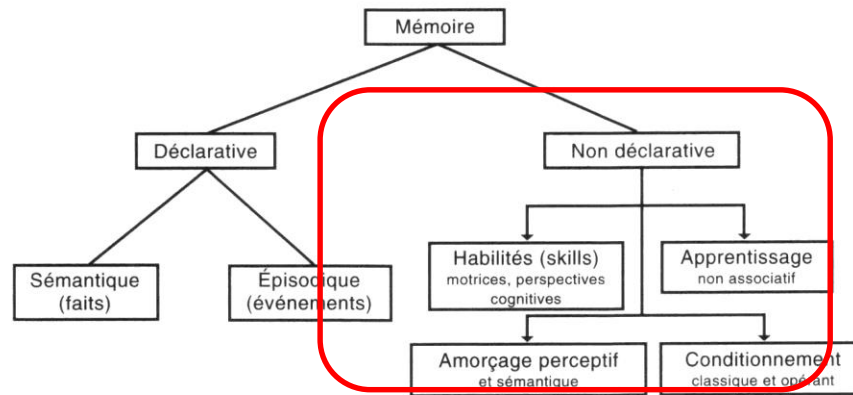 Mémoire
Déclarative
Non déclarative
Sémantique
(faits)
Épisodique
(événements)
Habilités (skills)
motrices, perspectives
cognitives
Apprentissage
non associatif
Amorçage perceptif
et sémantique
Conditionnement
classique et opérant